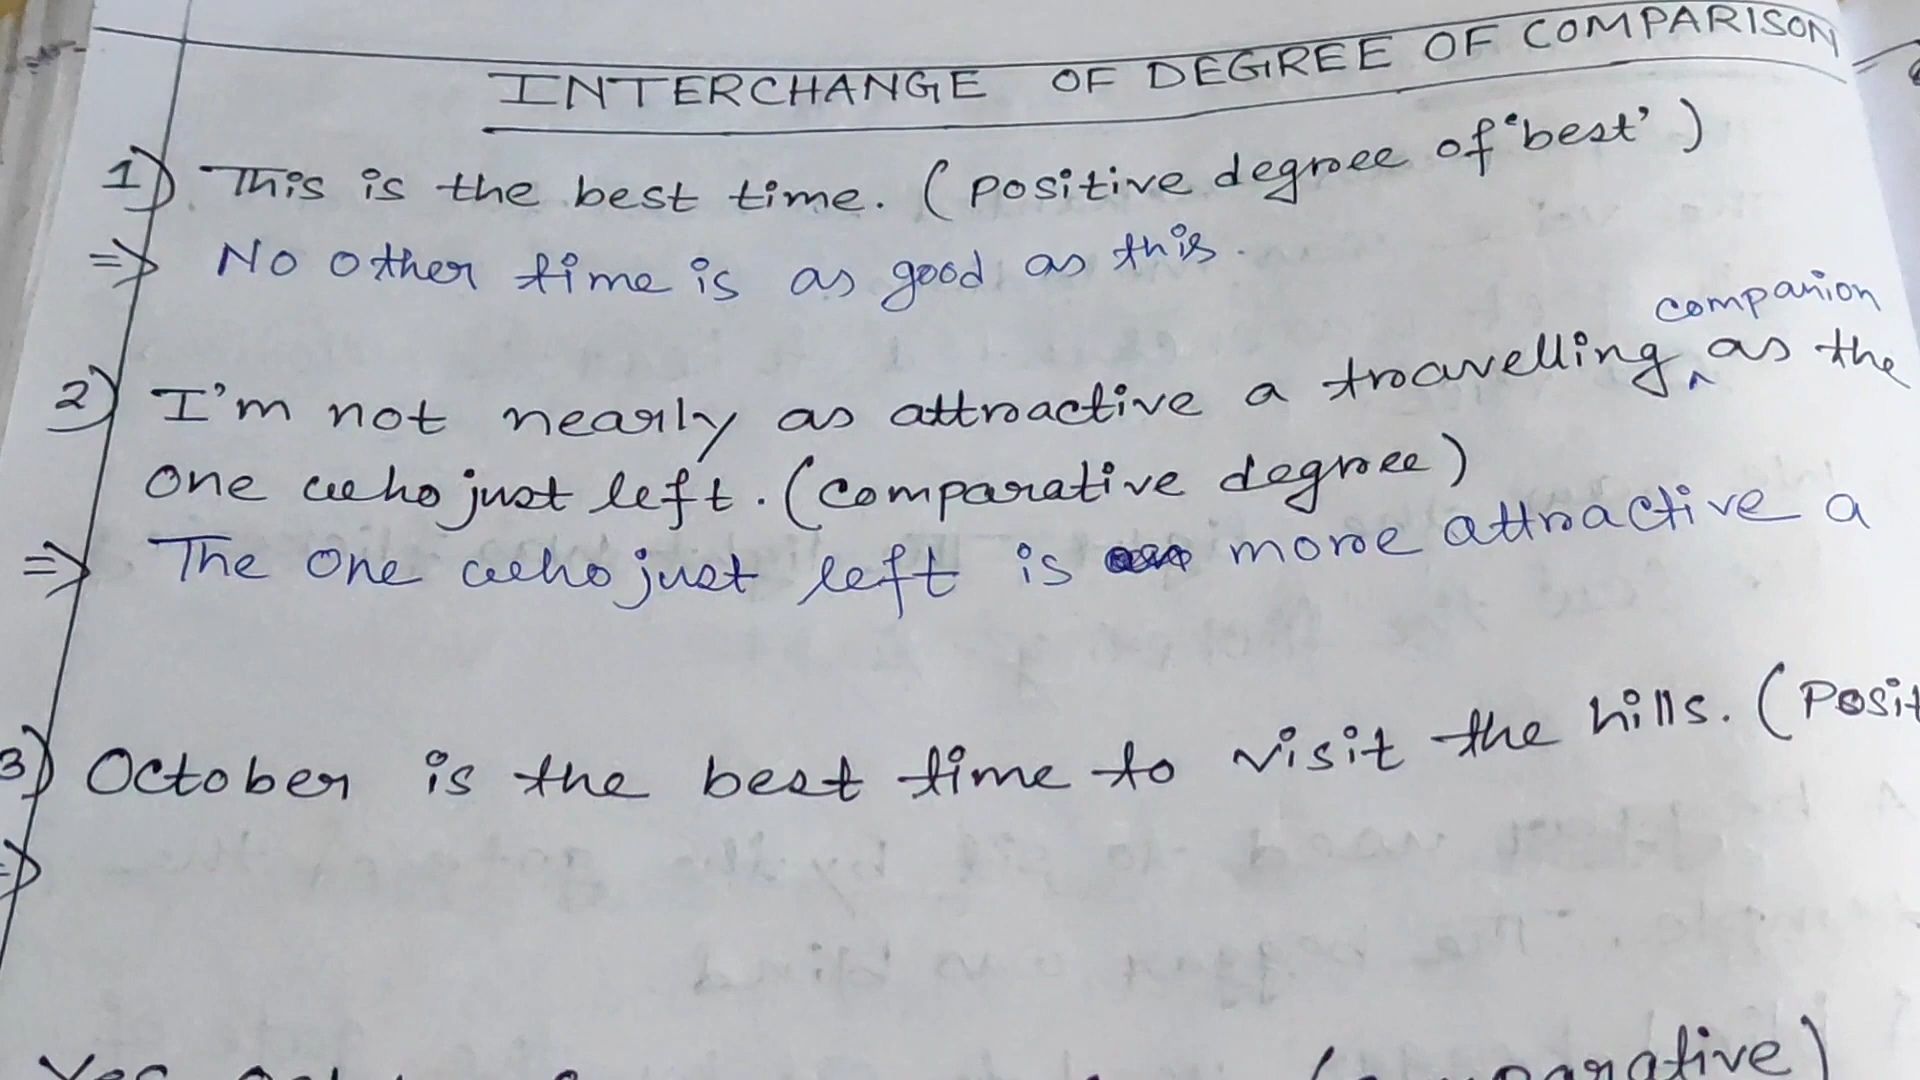 INTERCHANGE OF DEGREE OF COMPARISON
1) This is the best time. (Positive degree of 'best')
=> No other time is as good as this.
companion
2) I'm not nearly as attractive a travelling ^ as the
one who just left. (Comparative degree)
=> The one who just left is more attractive a
3) October is the best time to visit the hills. (Posit
=>